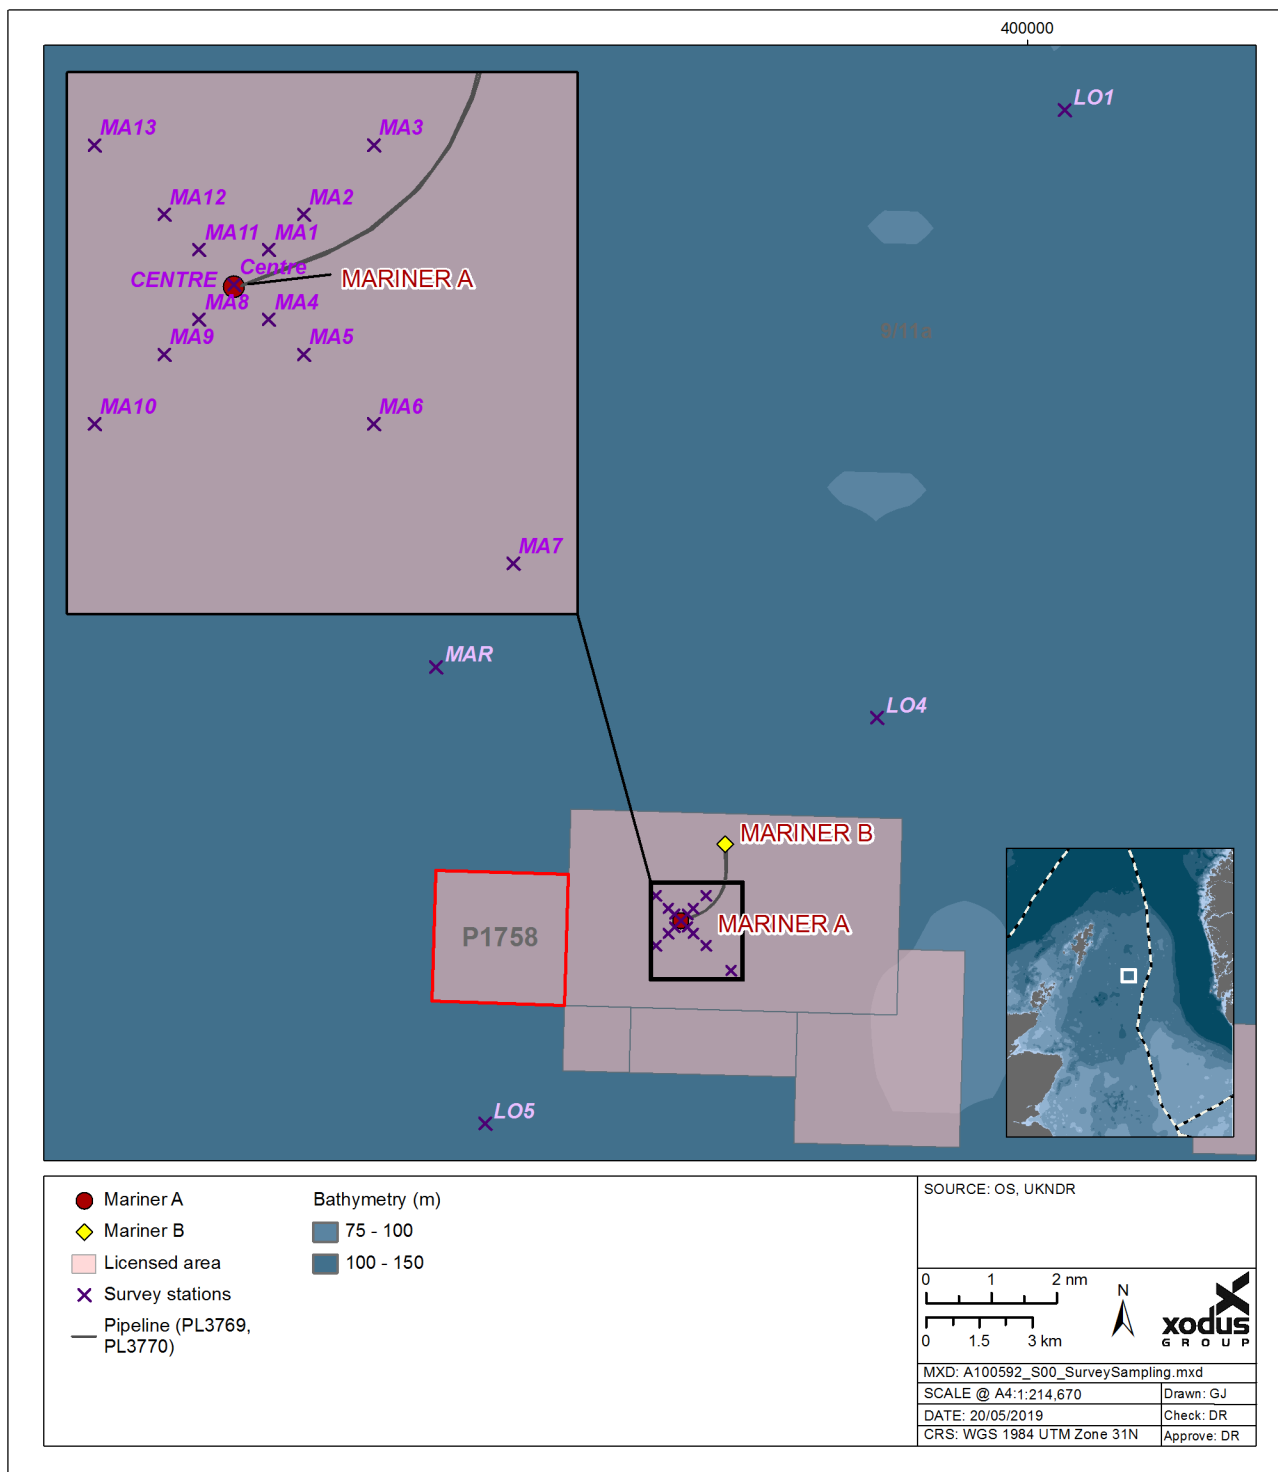 400000
LO1
MA13
MA3
MA12
MA2
MA11
MA1
CENTRE
Centre
MARINER A
MA8
MA4
MA9
MA5
MA10
MA6
MA7
9/11a
MAR
LO4
MARINER B
MARINER A
P1758
LO5
Mariner A
Mariner B
Licensed area
Survey stations
Pipeline (PL3769,
PL3770)
Bathymetry (m)
75 - 100
100 - 150
SOURCE: OS, UKNDR
0 1 2 nm
0 1.5 3 km
N
xodus
GROUP
MXD: A100592_S00_SurveySampling.mxd
SCALE @ A4:1:214,670
Drawn: GJ
DATE: 20/05/2019
Check: DR
CRS: WGS 1984 UTM Zone 31N
Approve: DR